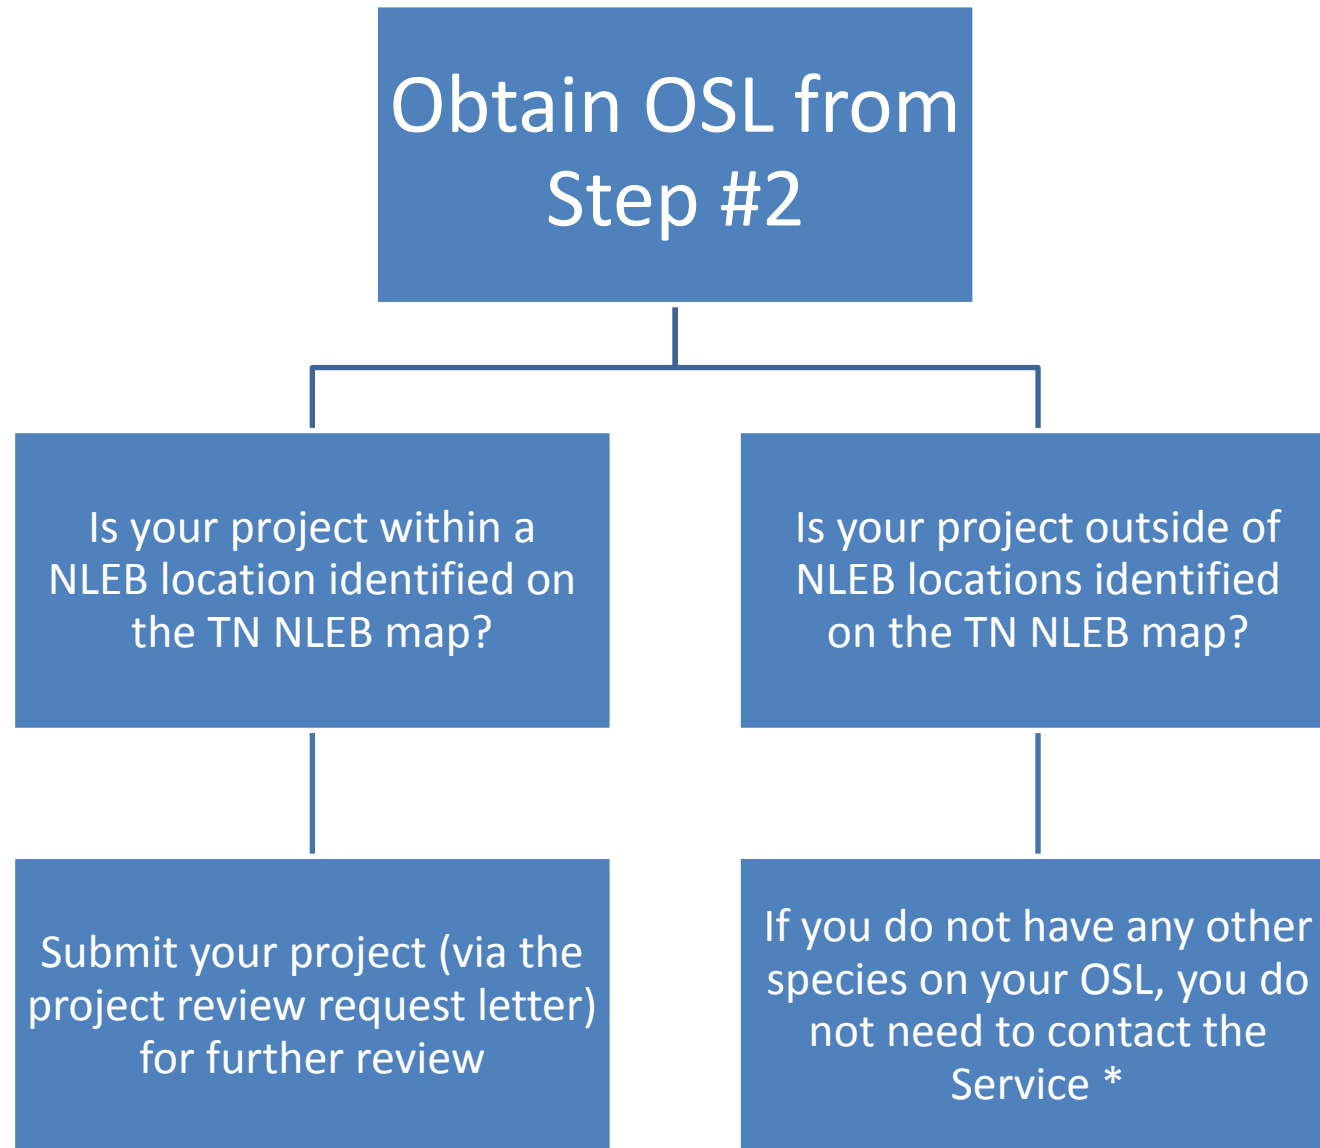 Obtain OSL from
Step #2
Is your project within a
NLEB location identified on
the TN NLEB map?
Is your project outside of
NLEB locations identified
on the TN NLEB map?
Submit your project (via the
project review request letter)
for further review
If you do not have any other
species on your OSL, you do
not need to contact the
Service *